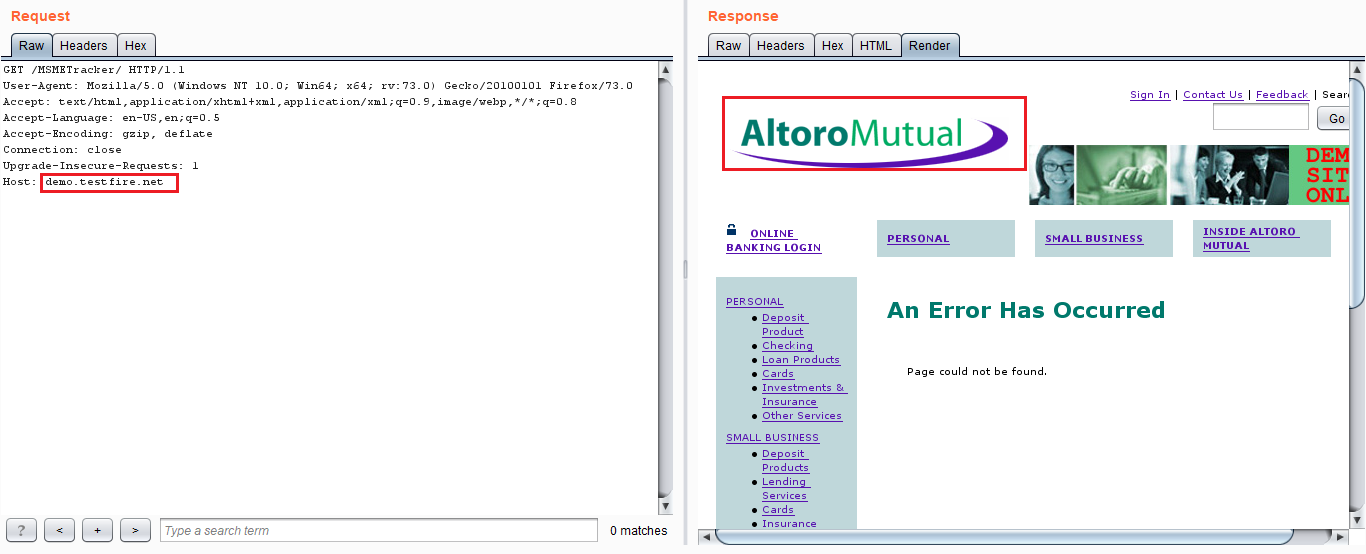 Request
Raw Headers Hex
GET /MSMETracker/ HTTP/1.1
User-Agent: Mozilla/5.0 (Windows NT 10.0; Win64; x64; rv:73.0) Gecko/20100101 Firefox/73.0
Accept: text/html,application/xhtml+xml,application/xml;q=0.9,image/webp,*/*;q=0.8
Accept-Language: en-US,en;q=0.5
Accept-Encoding: gzip, deflate
Connection: close
Upgrade-Insecure-Requests: 1
Host: demo.testfire.net
? < + > Type a search term 0 matches
Response
Raw Headers Hex HTML Render
Sign In | Contact Us | Feedback | Sear
Go
AltoroMutual
DEM
SIT
ONL
ONLINE
BANKING LOGIN
PERSONAL
SMALL BUSINESS
INSIDE ALTORO
MUTUAL
PERSONAL
• Deposit
Product
• Checking
• Loan Products
• Cards
• Investments &
Insurance
• Other Services
SMALL BUSINESS
• Deposit
Products
• Lending
Services
• Cards
• Insurance
An Error Has Occurred
Page could not be found.